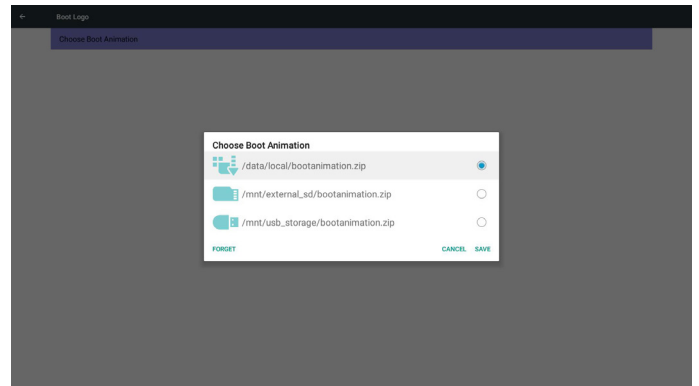 Boot Logo
Choose Boot Animation
Choose Boot Animation
/data/local/bootanimation.zip
/mnt/external_sd/bootanimation.zip
/mnt/usb_storage/bootanimation.zip
FORGET CANCEL SAVE